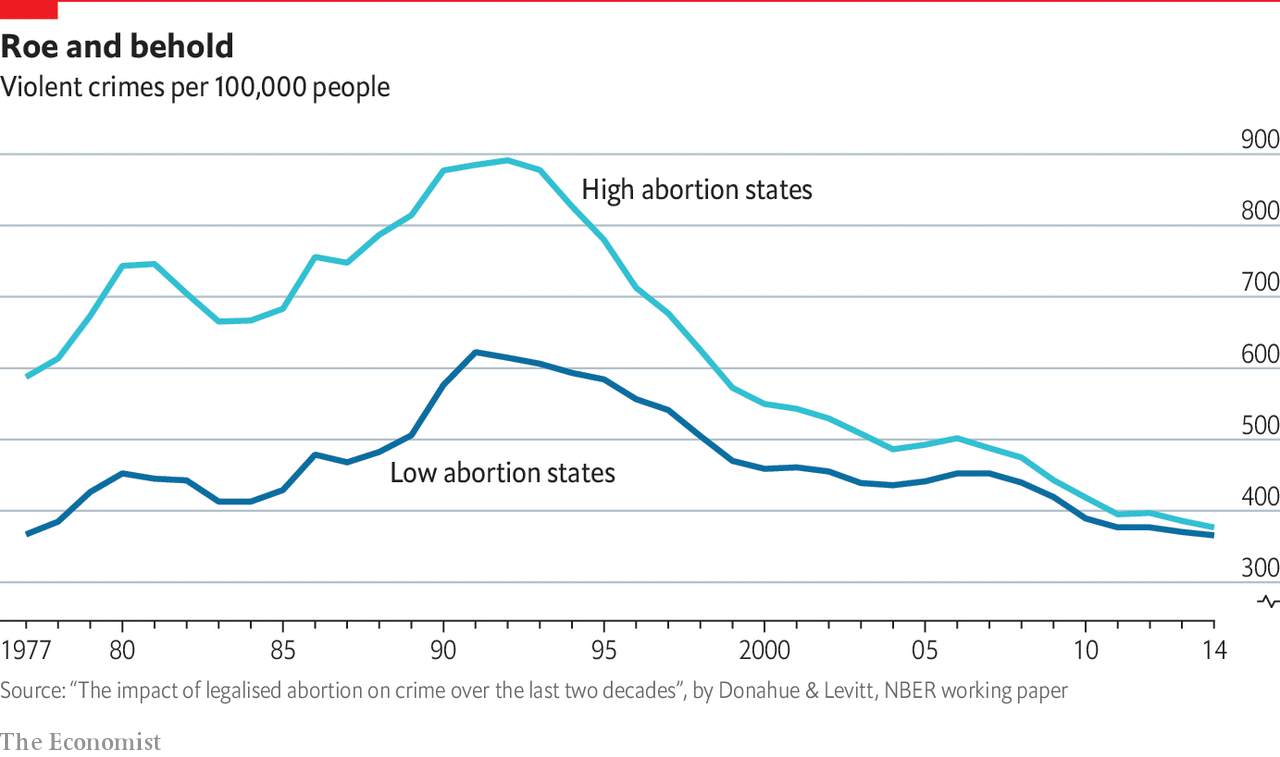 Roe and behold
Violent crimes per 100,000 people
900
High abortion states
800
700
600
500
Low abortion states
400
300
1977 80 85 90 95 2000 05 10 14
Source: “The impact of legalised abortion on crime over the last two decades”, by Donahue & Levitt, NBER working paper
The Economist